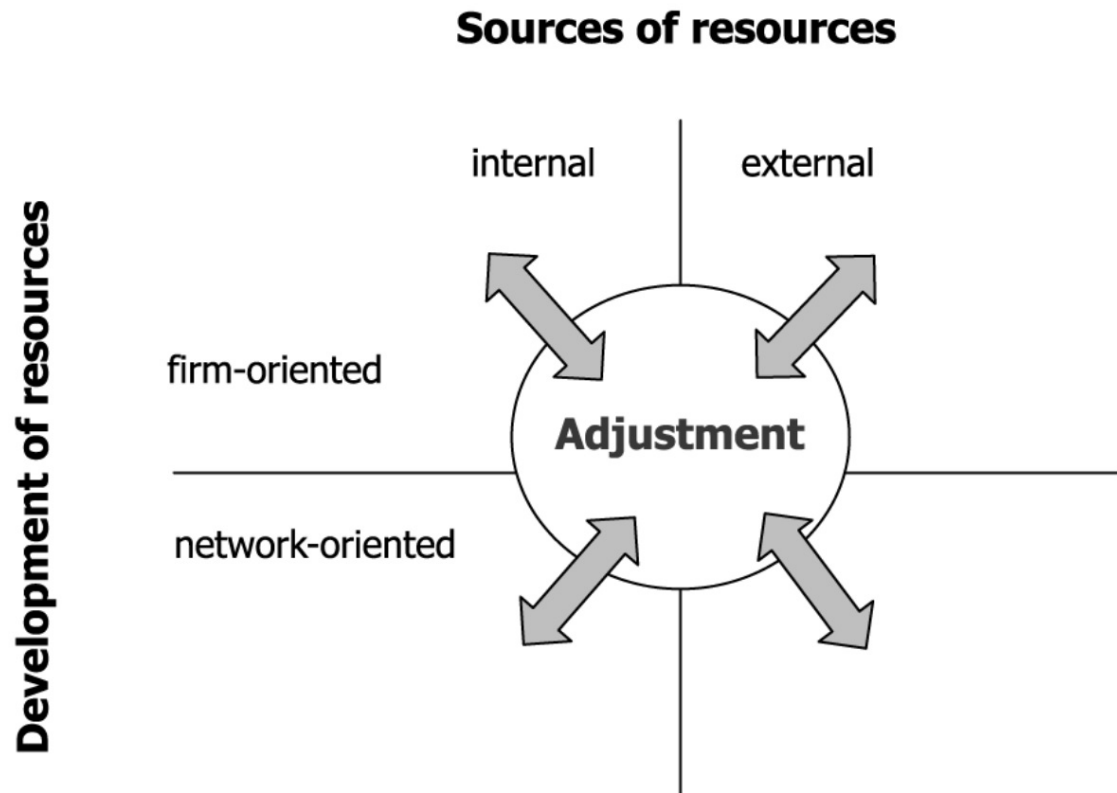 Sources of resources
internal
external
Development of resources
firm-oriented
Adjustment
network-oriented